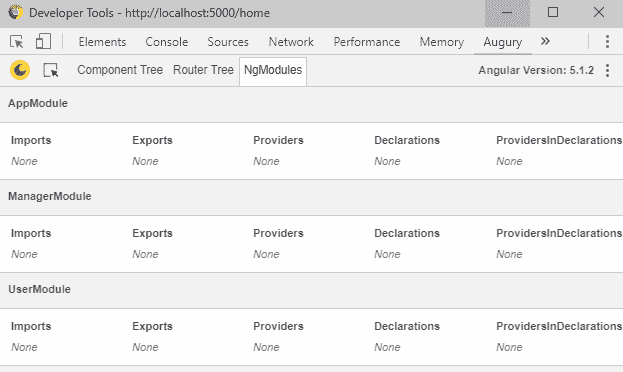 Developer Tools - http://localhost:5000/home
Elements Console Sources Network Performance Memory Augury »
Component Tree Router Tree NgModules Angular Version: 5.1.2
AppModule
Imports Exports Providers Declarations ProvidersInDeclarations
None None None None None
ManagerModule
Imports Exports Providers Declarations ProvidersInDeclarations
None None None None None
UserModule
Imports Exports Providers Declarations ProvidersInDeclarations
None None None None None